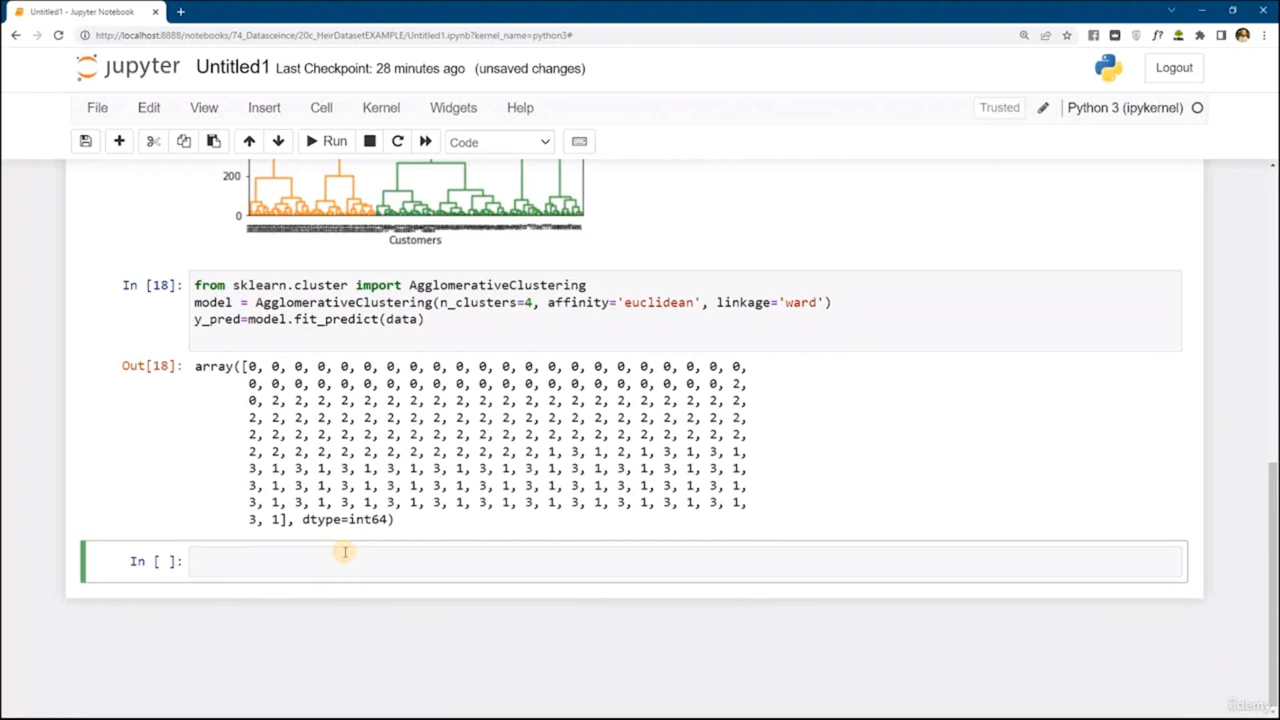 Untitled1 - Jupyter Notebook
http://localhost:8888/notebooks/74_Datasceince/20c_HeirDatasetEXAMPLE/Untitled1.ipynb?kernel_name=python3#
jupyter Untitled1 Last Checkpoint: 28 minutes ago (unsaved changes)
Logout
File Edit View Insert Cell Kernel Widgets Help
Trusted
Python 3 (ipykernel)
Run
Code
200
0
Customers
In [18]:
from sklearn.cluster import AgglomerativeClustering
model = AgglomerativeClustering(n_clusters=4, affinity='euclidean', linkage='ward')
y_pred=model.fit_predict(data)
Out[18]:
array([0, 0, 0, 0, 0, 0, 0, 0, 0, 0, 0, 0, 0, 0, 0, 0, 0, 0, 0, 0, 0, 0,
0, 0, 0, 0, 0, 0, 0, 0, 0, 0, 0, 0, 0, 0, 0, 0, 0, 0, 0, 0, 0, 2,
0, 2, 2, 2, 2, 2, 2, 2, 2, 2, 2, 2, 2, 2, 2, 2, 2, 2, 2, 2, 2, 2,
2, 2, 2, 2, 2, 2, 2, 2, 2, 2, 2, 2, 2, 2, 2, 2, 2, 2, 2, 2, 2, 2,
2, 2, 2, 2, 2, 2, 2, 2, 2, 2, 2, 2, 2, 2, 2, 2, 2, 2, 2, 2, 2, 2,
2, 2, 2, 2, 2, 2, 2, 2, 2, 2, 2, 2, 2, 1, 3, 1, 2, 1, 3, 1, 3, 1,
3, 1, 3, 1, 3, 1, 3, 1, 3, 1, 3, 1, 3, 1, 3, 1, 3, 1, 3, 1, 3, 1,
3, 1, 3, 1, 3, 1, 3, 1, 3, 1, 3, 1, 3, 1, 3, 1, 3, 1, 3, 1, 3, 1,
3, 1, 3, 1, 3, 1, 3, 1, 3, 1, 3, 1, 3, 1, 3, 1, 3, 1, 3, 1, 3, 1,
3, 1], dtype=int64)
In [ ]:
Udemy